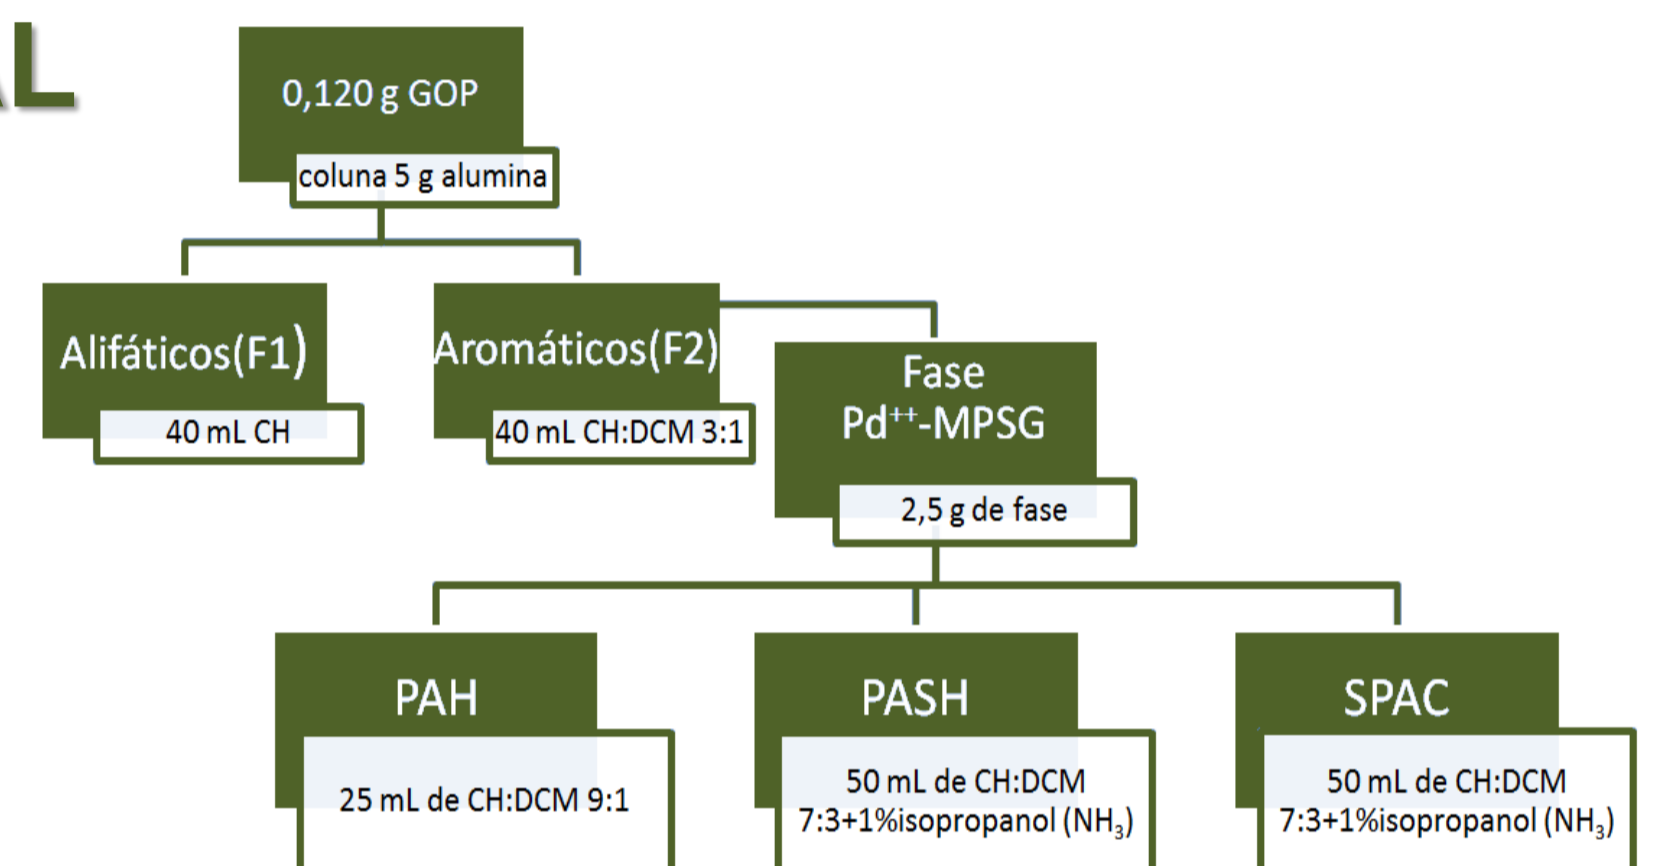 AL
0,120 g GOP
coluna 5 g alumina
Alifáticos(F1)
40 mL CH
Aromáticos(F2)
40 mL CH:DCM 3:1
Fase
Pd⁺⁺-MPSG
2,5 g de fase
PAH
25 mL de CH:DCM 9:1
PASH
50 mL de CH:DCM
7:3+1%isopropanol (NH₃)
SPAC
50 mL de CH:DCM
7:3+1%isopropanol (NH₃)